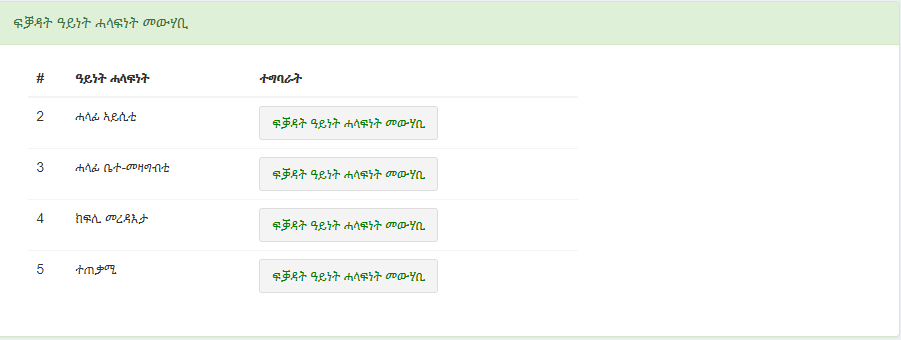 ፍቓዳት ዓይነት ሓላፍነት መውሃቢ
# ዓይነት ሓላፍነት ተግባራት
2 ሓላፊ ኣይሲቲ ፍቓዳት ዓይነት ሓላፍነት መውሃቢ
3 ሓላፊ ቤተ-መዛግብቲ ፍቓዳት ዓይነት ሓላፍነት መውሃቢ
4 ክፍሊ መረዳእታ ፍቓዳት ዓይነት ሓላፍነት መውሃቢ
5 ተጠቃሚ ፍቓዳት ዓይነት ሓላፍነት መውሃቢ